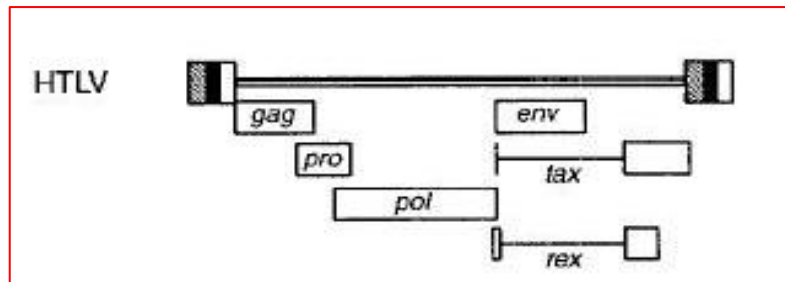 HTLV
gag env
pro
tax
pol
rex